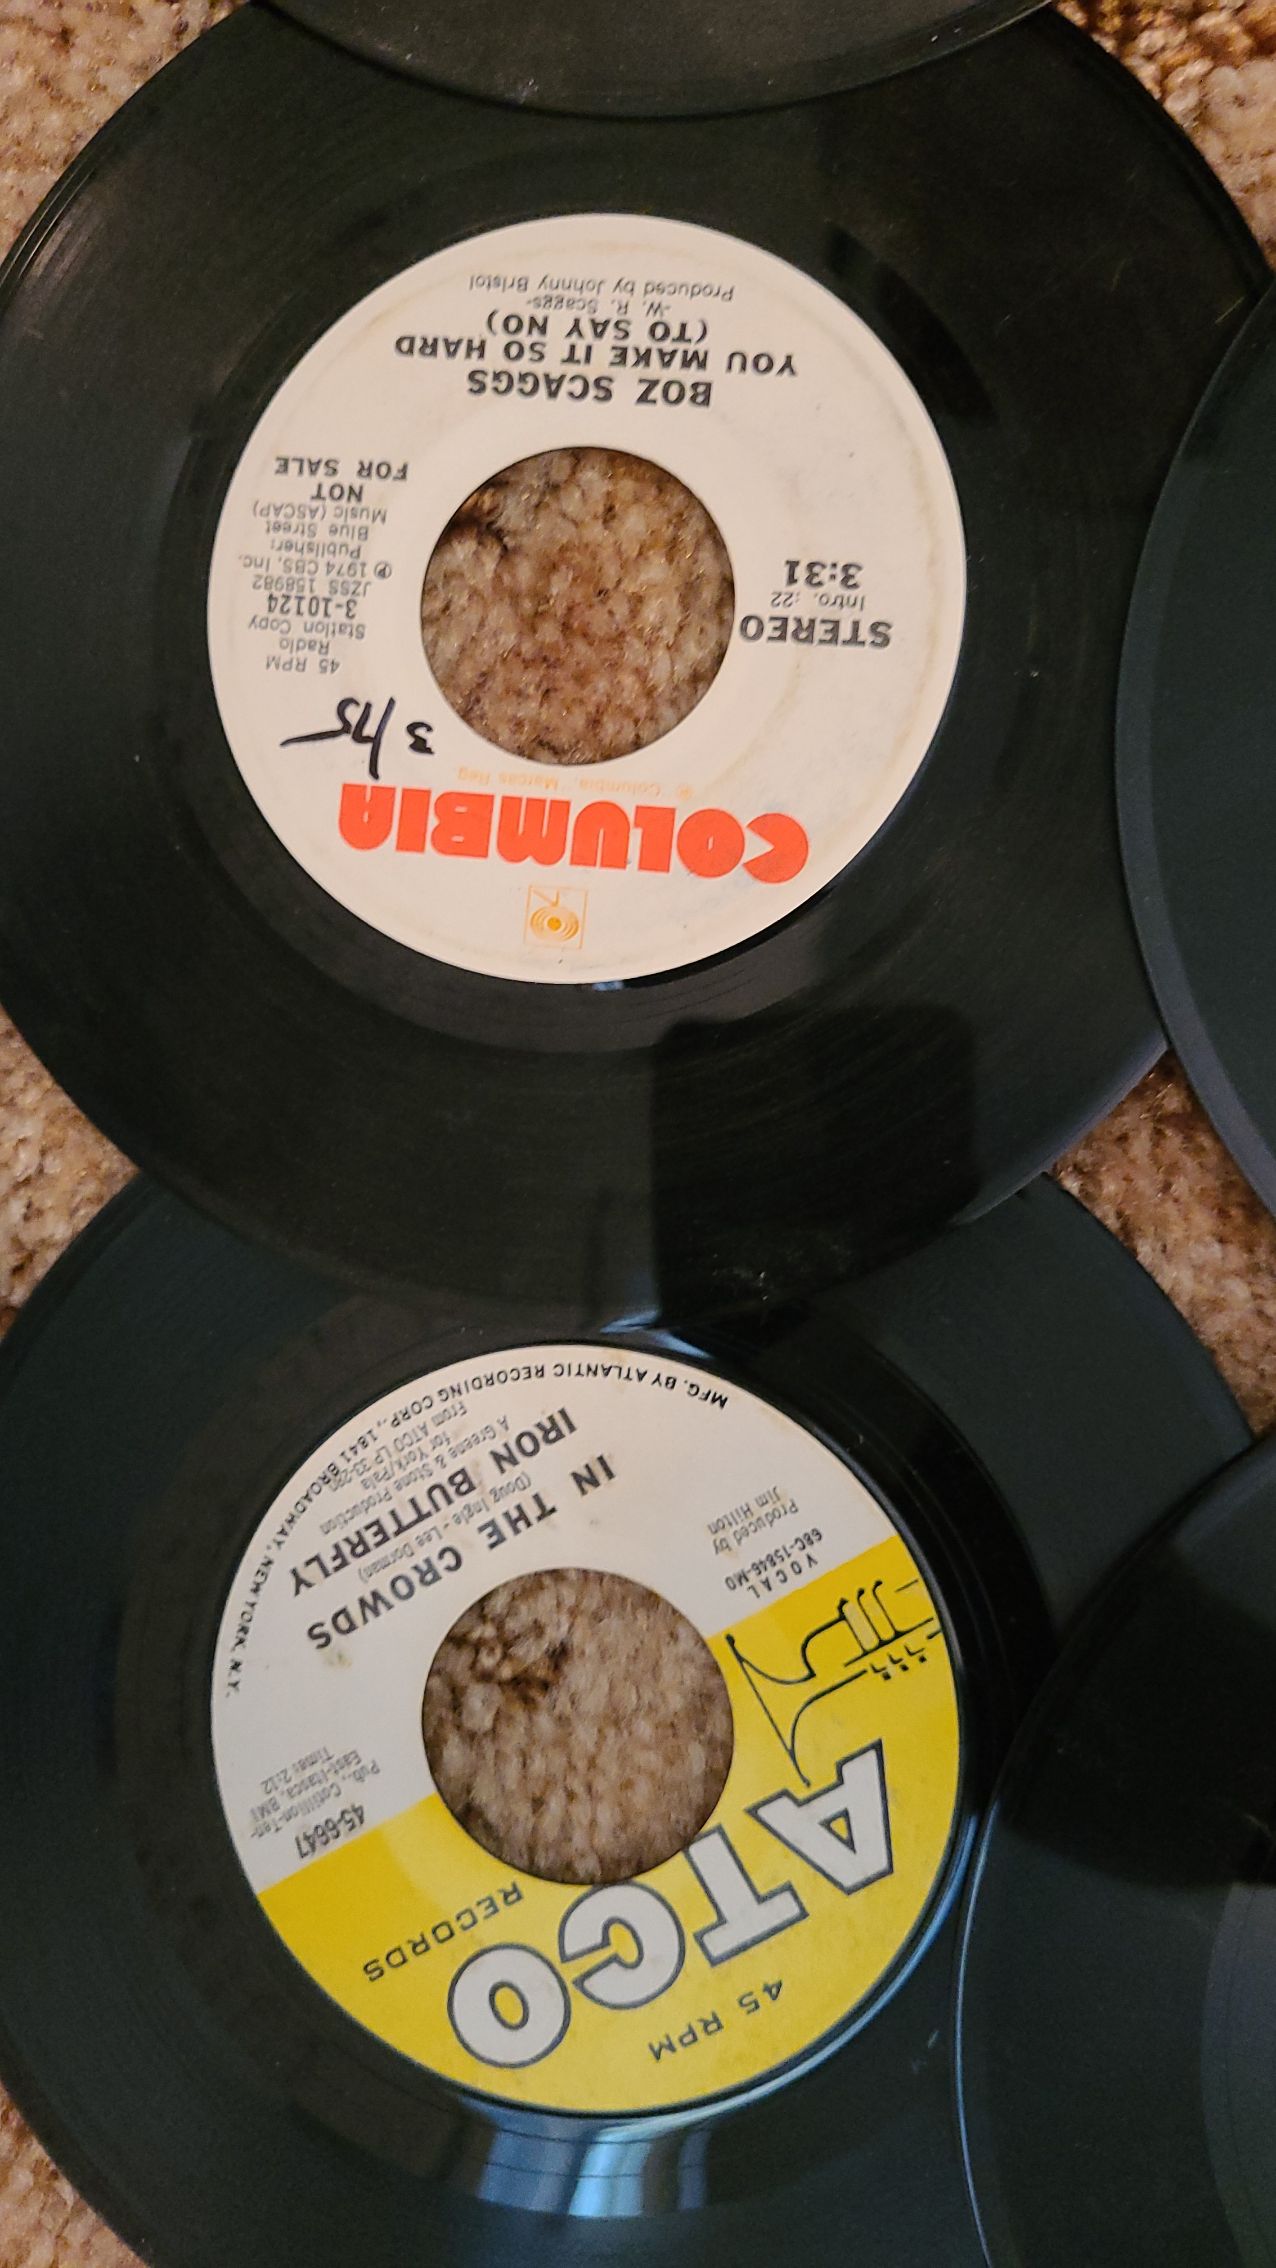 COLUMBIA
® "Columbia", Marcas Reg.
3/75
STEREO
Intro. :22
3:31
45 RPM
Radio
Station Copy
3-10124
JZSS 158982
℗ 1974 CBS, Inc.
Publisher:
Blue Street
Music (ASCAP)
NOT
FOR SALE
BOZ SCAGGS
YOU MAKE IT SO HARD
(TO SAY NO)
-W. R. Scaggs-
Produced by Johnny Bristol
45 RPM
ATCO
RECORDS
45-6647
Pub., Cotillion-Ten-
East-Itasca, BMI
Time: 2:12
VOCAL
68C-15846-MO
Produced by
Jim Hilton
IN THE CROWDS
(Doug Ingle-Lee Dorman)
IRON BUTTERFLY
A Greene & Stone Production
for York/Pala
From ATCO LP 33-280
MFG. BY ATLANTIC RECORDING CORP., 1841 BROADWAY, NEW YORK, N.Y.